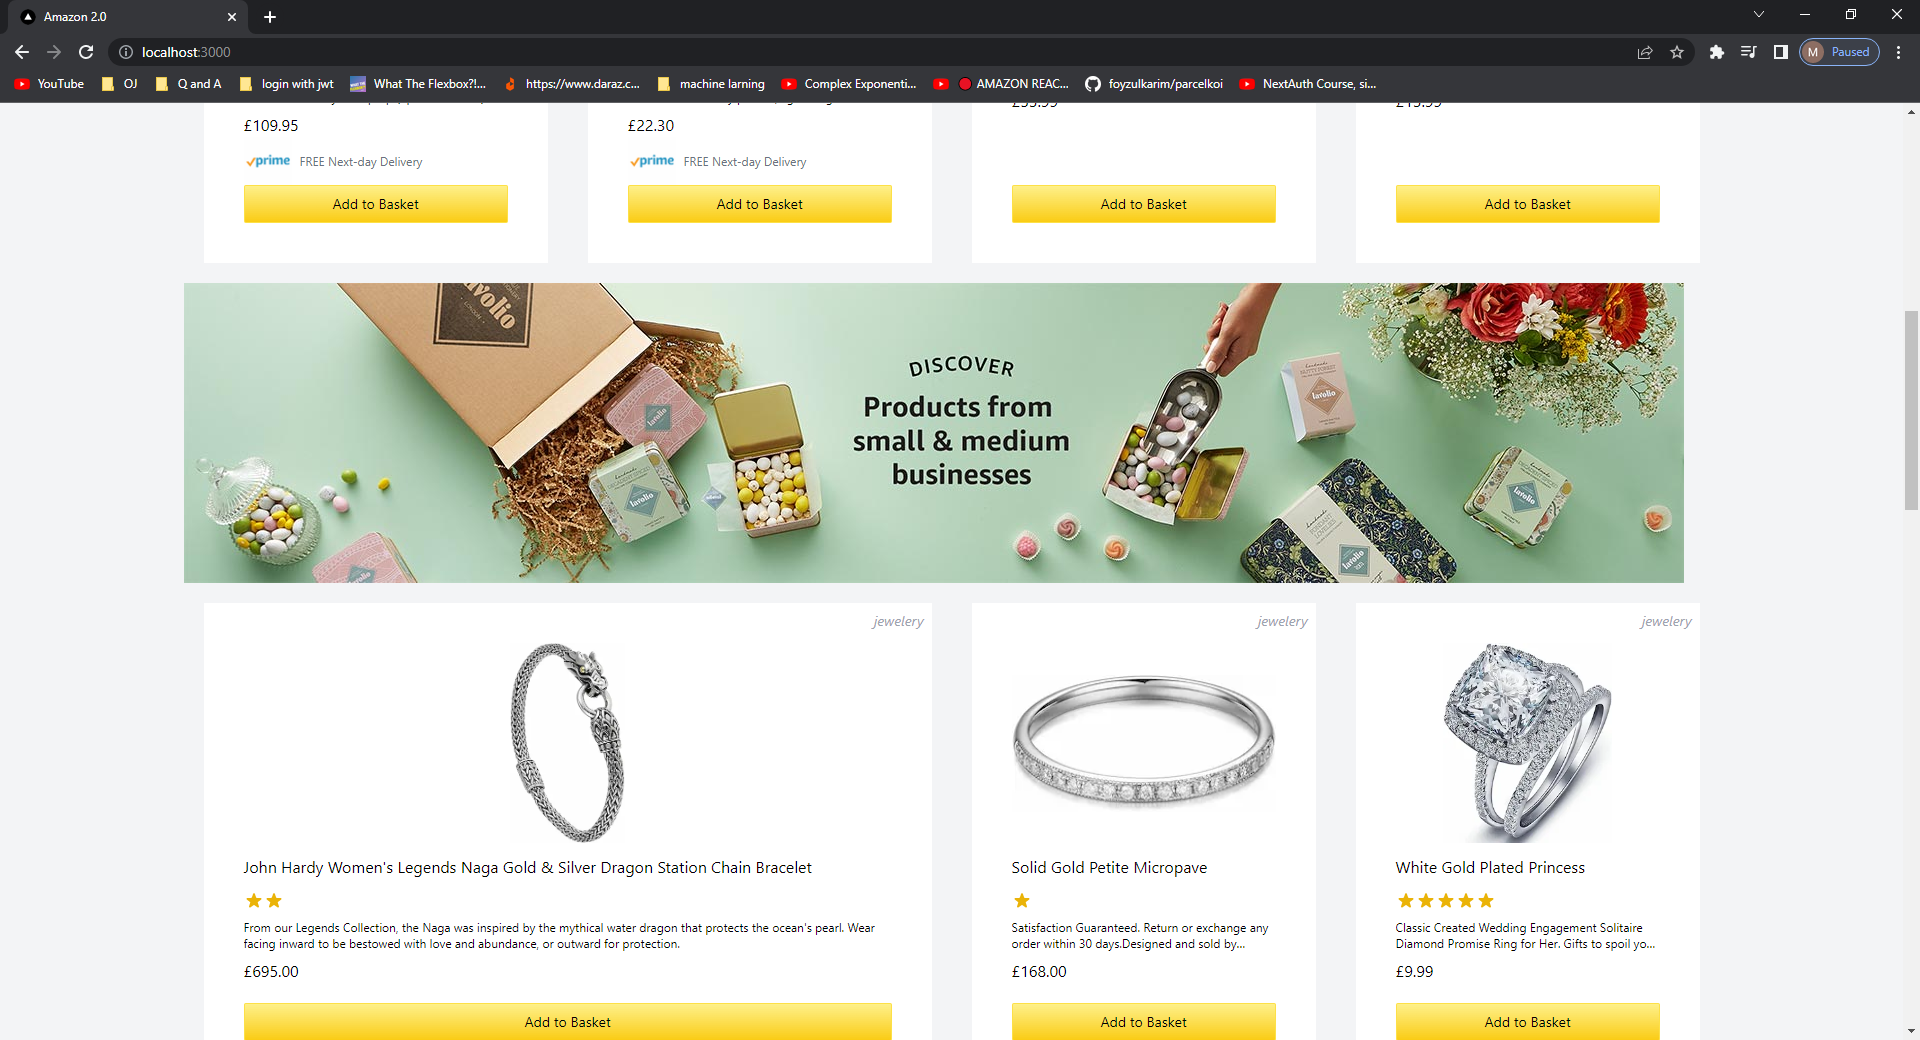 Amazon 2.0
localhost:3000
Paused
M
YouTube
OJ
Q and A
login with jwt
What The Flexbox?!...
https://www.daraz.c...
machine larning
Complex Exponenti...
AMAZON REAC...
foyzulkarim/parcelkoi
NextAuth Course, si...
£109.95
£22.30
prime FREE Next-day Delivery
prime FREE Next-day Delivery
Add to Basket
Add to Basket
Add to Basket
Add to Basket
lavolio
LONDON
DISCOVER
Products from
small & medium
businesses
lavolio
lavolio
lavolio
lavolio
jewelery
jewelery
jewelery
John Hardy Women's Legends Naga Gold & Silver Dragon Station Chain Bracelet
From our Legends Collection, the Naga was inspired by the mythical water dragon that protects the ocean's pearl. Wear
facing inward to be bestowed with love and abundance, or outward for protection.
£695.00
Add to Basket
Solid Gold Petite Micropave
Satisfaction Guaranteed. Return or exchange any
order within 30 days.Designed and sold by...
£168.00
Add to Basket
White Gold Plated Princess
Classic Created Wedding Engagement Solitaire
Diamond Promise Ring for Her. Gifts to spoil yo...
£9.99
Add to Basket